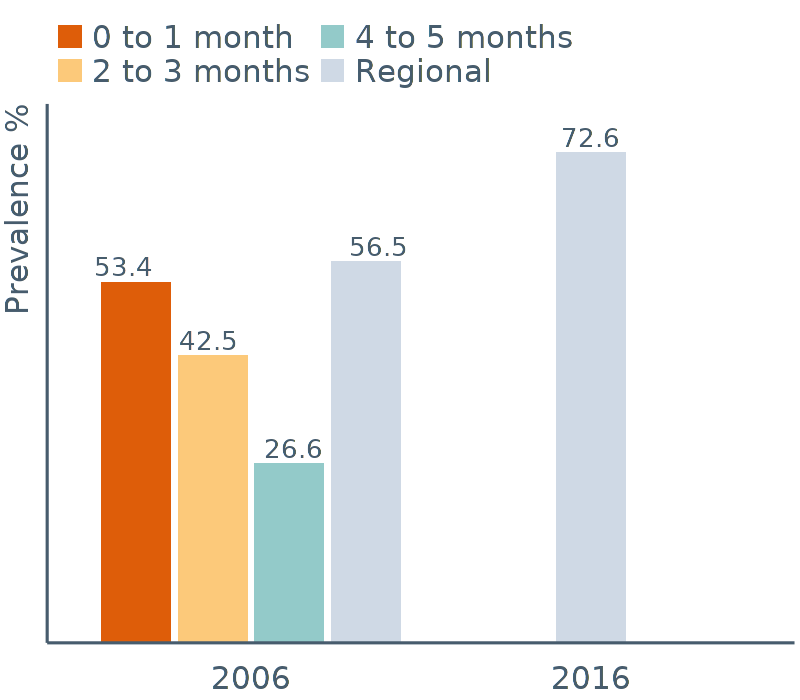 0 to 1 month
4 to 5 months
2 to 3 months
Regional
Prevalence %
53.4
42.5
26.6
56.5
72.6
2006
2016